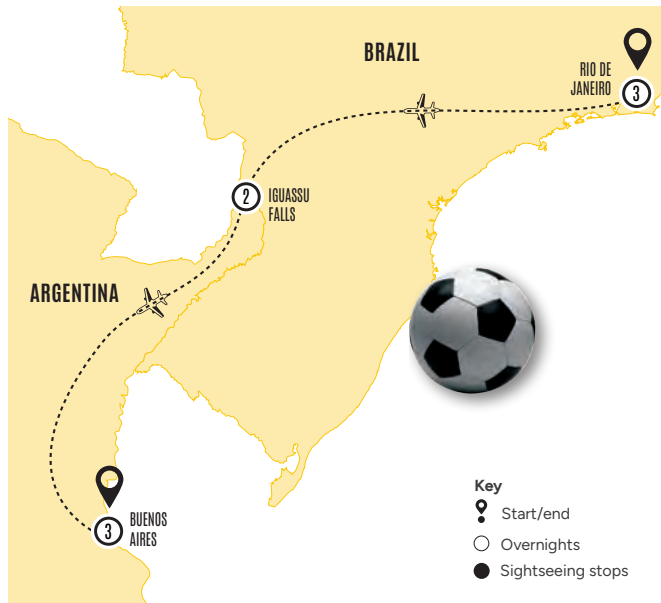 BRAZIL
RIO DE
JANEIRO
3
2
IGUASSU
FALLS
ARGENTINA
3
BUENOS
AIRES
Key
Start/end
Overnights
Sightseeing stops